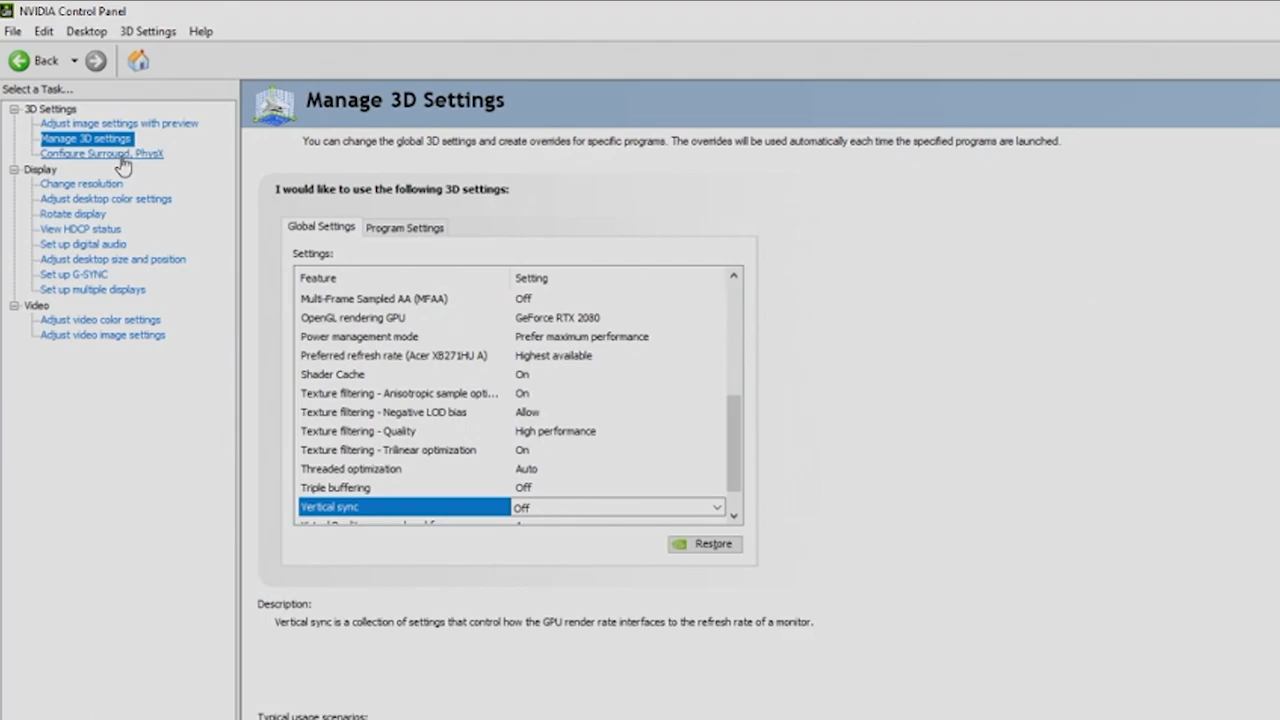 NVIDIA Control Panel
File Edit Desktop 3D Settings Help
Back
Select a Task...
3D Settings
Adjust image settings with preview
Manage 3D settings
Configure Surround, PhysX
Display
Change resolution
Adjust desktop color settings
Rotate display
View HDCP status
Set up digital audio
Adjust desktop size and position
Set up G-SYNC
Set up multiple displays
Video
Adjust video color settings
Adjust video image settings
Manage 3D Settings
You can change the global 3D settings and create overrides for specific programs. The overrides will be used automatically each time the specified programs are launched.
I would like to use the following 3D settings:
Global Settings Program Settings
Settings:
Feature Setting
Multi-Frame Sampled AA (MFAA) Off
OpenGL rendering GPU GeForce RTX 2080
Power management mode Prefer maximum performance
Preferred refresh rate (Acer XB271HU A) Highest available
Shader Cache On
Texture filtering - Anisotropic sample opti... On
Texture filtering - Negative LOD bias Allow
Texture filtering - Quality High performance
Texture filtering - Trilinear optimization On
Threaded optimization Auto
Triple buffering Off
Vertical sync Off
Restore
Description:
Vertical sync is a collection of settings that control how the GPU render rate interfaces to the refresh rate of a monitor.
Typical usage scenarios: